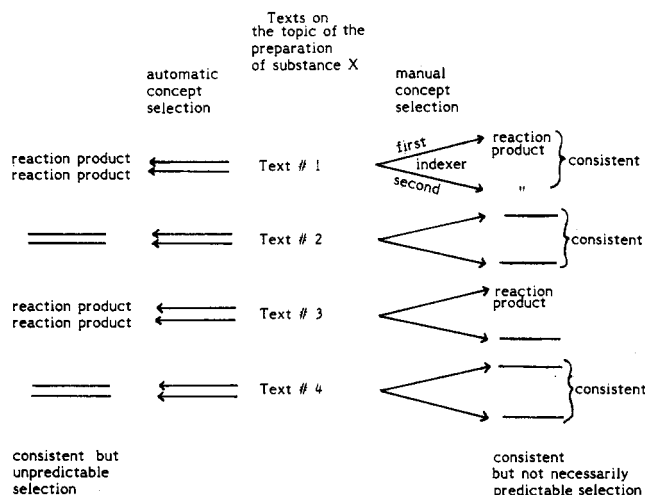 Texts on
the topic of the
preparation
of substance X
automatic
concept
selection
manual
concept
selection
reaction product
reaction product
Text # 1
first
indexer
second
reaction
product
"
consistent
Text # 2
consistent
reaction product
reaction product
Text # 3
reaction
product
Text # 4
consistent
consistent but
unpredictable
selection
consistent
but not necessarily
predictable selection